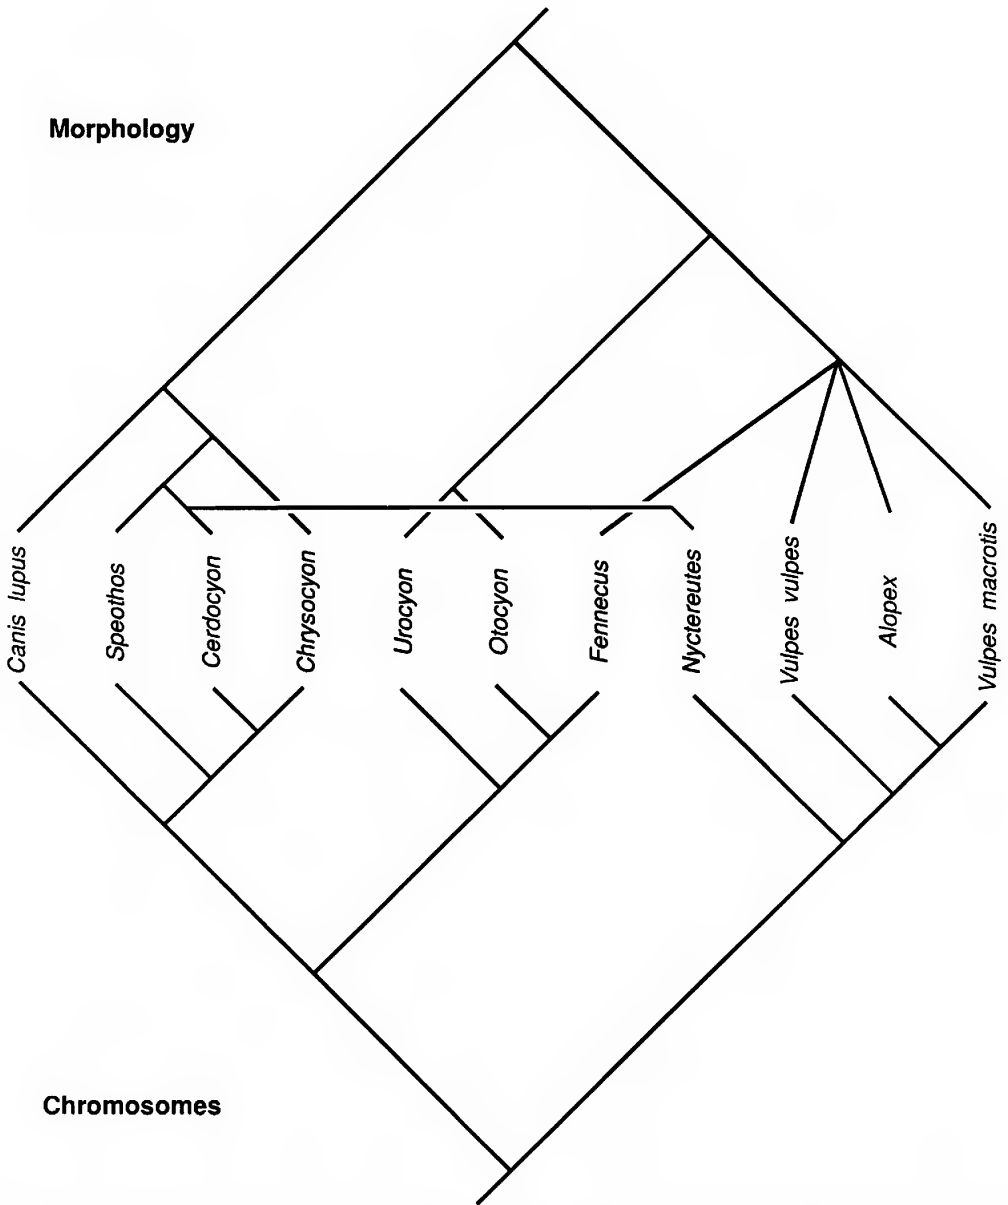 Morphology
Canis lupus
Speothos
Cerdocyon
Chrysocyon
Urocyon
Otocyon
Fennecus
Nyctereutes
Vulpes vulpes
Alopex
Vulpes macrotis
Chromosomes